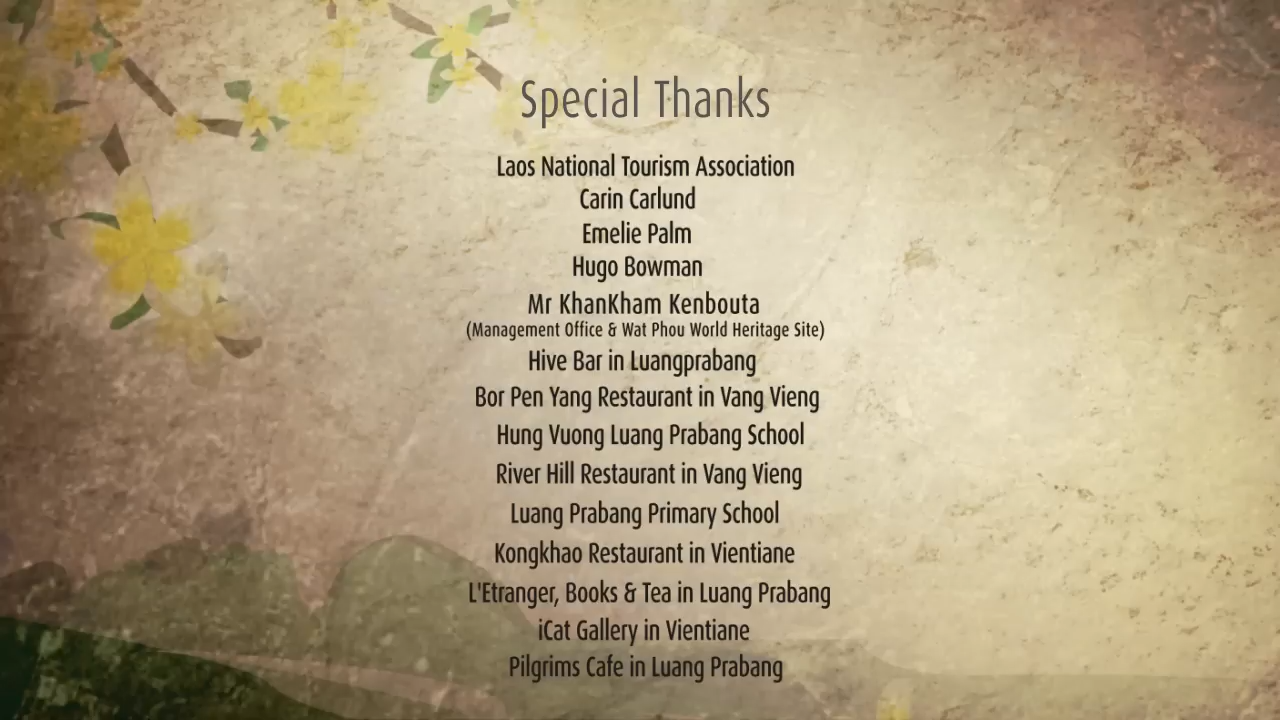 Special Thanks
Laos National Tourism Association
Carin Carlund
Emelie Palm
Hugo Bowman
Mr KhanKham Kenbouta
(Management Office & Wat Phou World Heritage Site)
Hive Bar in Luangprabang
Bor Pen Yang Restaurant in Vang Vieng
Hung Vuong Luang Prabang School
River Hill Restaurant in Vang Vieng
Luang Prabang Primary School
Kongkhao Restaurant in Vientiane
L'Etranger, Books & Tea in Luang Prabang
iCat Gallery in Vientiane
Pilgrims Cafe in Luang Prabang